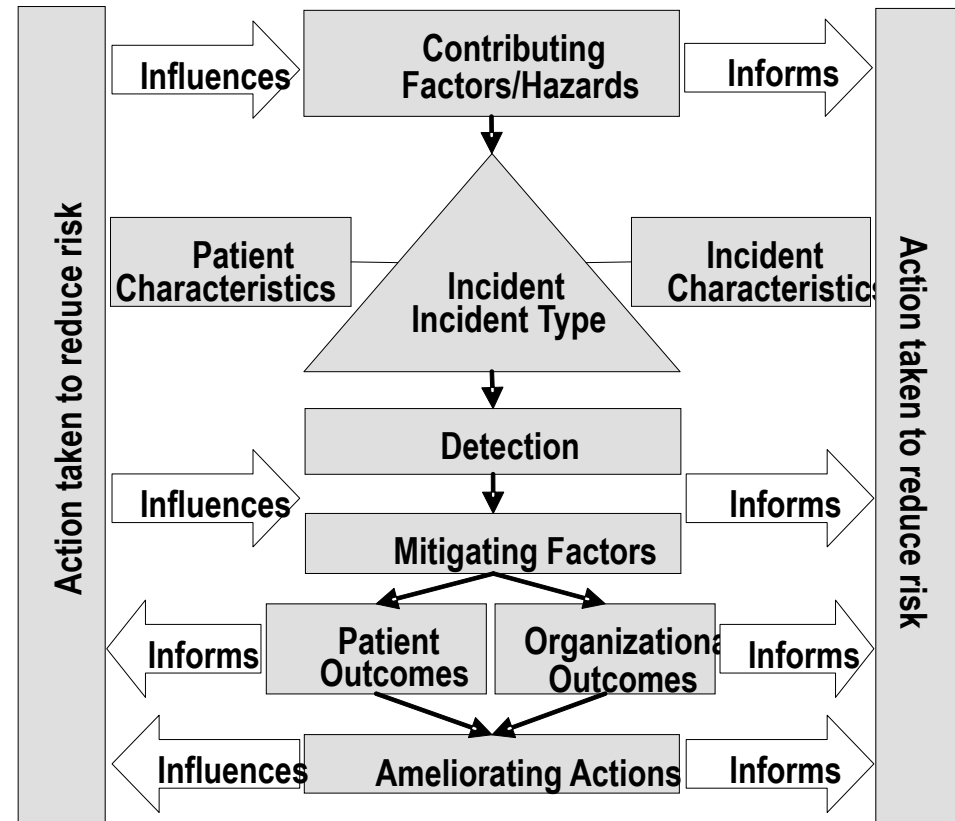 Contributing
Factors/Hazards
Influences
Informs
Action taken to reduce risk
Patient
Characteristics
Incident
Characteristics
Incident
Incident Type
Action taken to reduce risk
Detection
Influences
Informs
Mitigating Factors
Informs
Patient
Outcomes
Organizationa
Outcomes
Informs
Influences
Ameliorating Actions
Informs